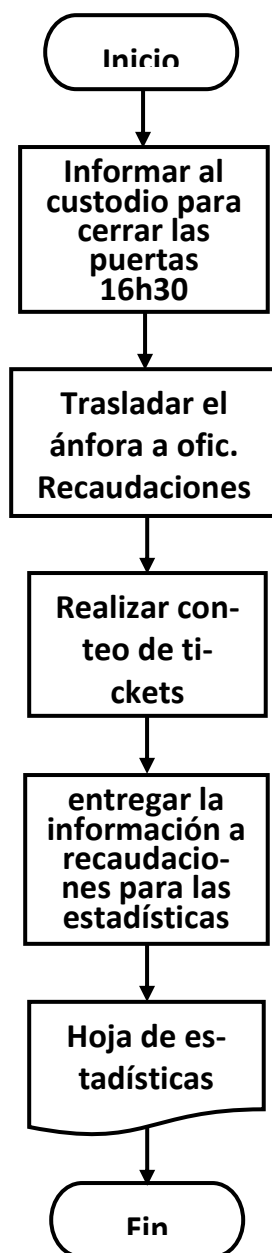 Inicio
Informar al
custodio para
cerrar las
puertas
16h30
Trasladar el
ánfora a ofic.
Recaudaciones
Realizar con-
teo de ti-
ckets
entregar la
información a
recaudacio-
nes para las
estadísticas
Hoja de es-
tadísticas
Fin